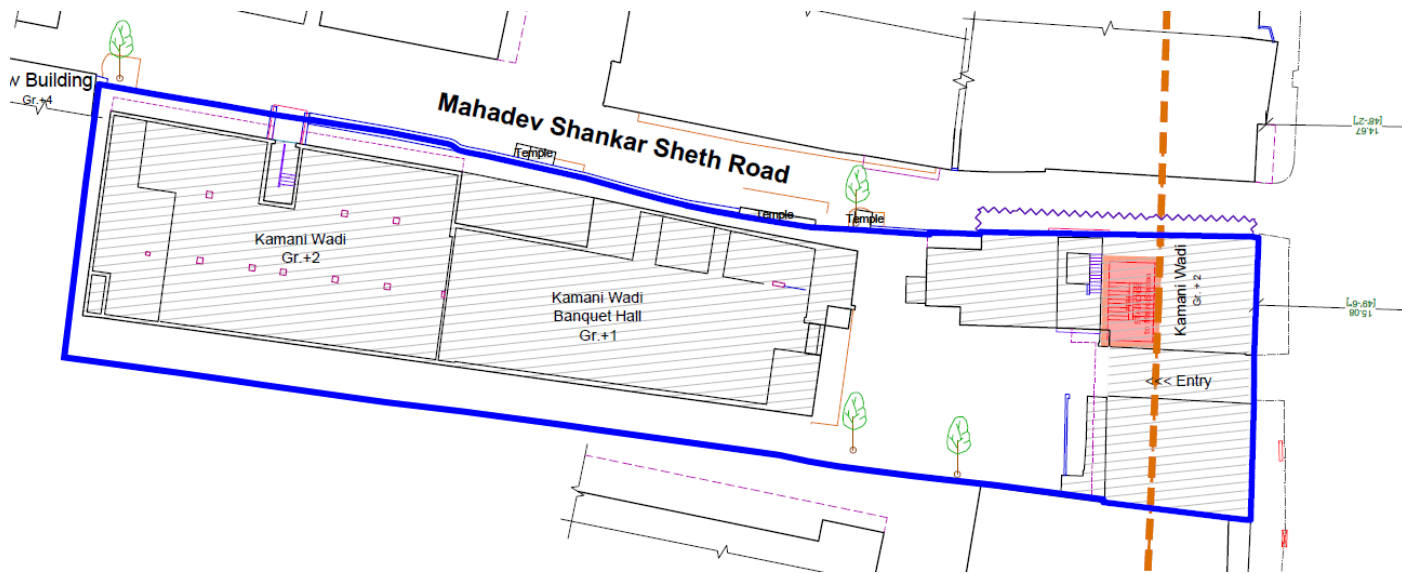 w Building
Gr.+4
Mahadev Shankar Sheth Road
14.67
[48'-2"]
Temple
Temple
Temple
Kamani Wadi
Gr.+2
Kamani Wadi
Banquet Hall
Gr.+1
Kamani Wadi
Gr. + 2
15.08
[49'-6"]
<<< Entry